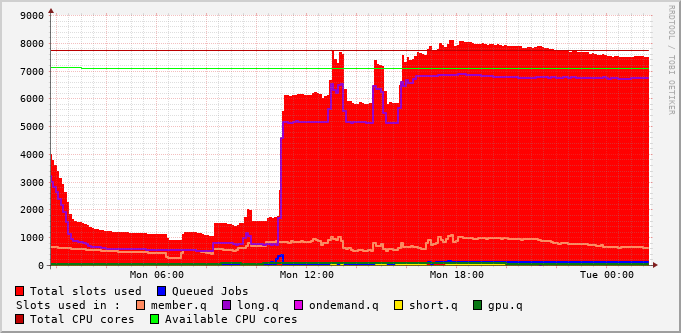 RRDTOOL / TOBI OETIKER
9000
8000
7000
6000
5000
4000
3000
2000
1000
0
Mon 06:00 Mon 12:00 Mon 18:00 Tue 00:00
Total slots used Queued Jobs
Slots used in : member.q long.q ondemand.q short.q gpu.q
Total CPU cores Available CPU cores